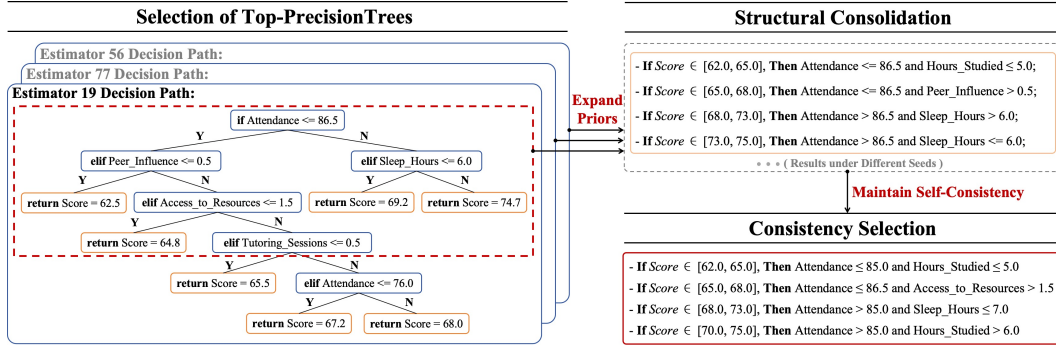 Selection of Top-PrecisionTrees
Estimator 56 Decision Path:
Estimator 77 Decision Path:
Estimator 19 Decision Path:
if Attendance <= 86.5
Y
N
elif Peer_Influence <= 0.5
elif Sleep_Hours <= 6.0
Y
N
Y
N
return Score = 62.5
elif Access_to_Resources <= 1.5
return Score = 69.2
return Score = 74.7
Y
N
return Score = 64.8
elif Tutoring_Sessions <= 0.5
Y
N
return Score = 65.5
elif Attendance <= 76.0
Y
N
return Score = 67.2
return Score = 68.0
Expand
Priors
Structural Consolidation
- If Score ∈ [62.0, 65.0], Then Attendance <= 86.5 and Hours_Studied ≤ 5.0;
- If Score ∈ [65.0, 68.0], Then Attendance <= 86.5 and Peer_Influence > 0.5;
- If Score ∈ [68.0, 73.0], Then Attendance > 86.5 and Sleep_Hours > 6.0;
- If Score ∈ [73.0, 75.0], Then Attendance > 86.5 and Sleep_Hours <= 6.0;
• • • ( Results under Different Seeds )
Maintain Self-Consistency
Consistency Selection
- If Score ∈ [62.0, 65.0], Then Attendance ≤ 85.0 and Hours_Studied ≤ 5.0
- If Score ∈ [65.0, 68.0], Then Attendance ≤ 86.5 and Access_to_Resources > 1.5
- If Score ∈ [68.0, 73.0], Then Attendance > 85.0 and Sleep_Hours ≤ 7.0
- If Score ∈ [70.0, 75.0], Then Attendance > 85.0 and Hours_Studied > 6.0